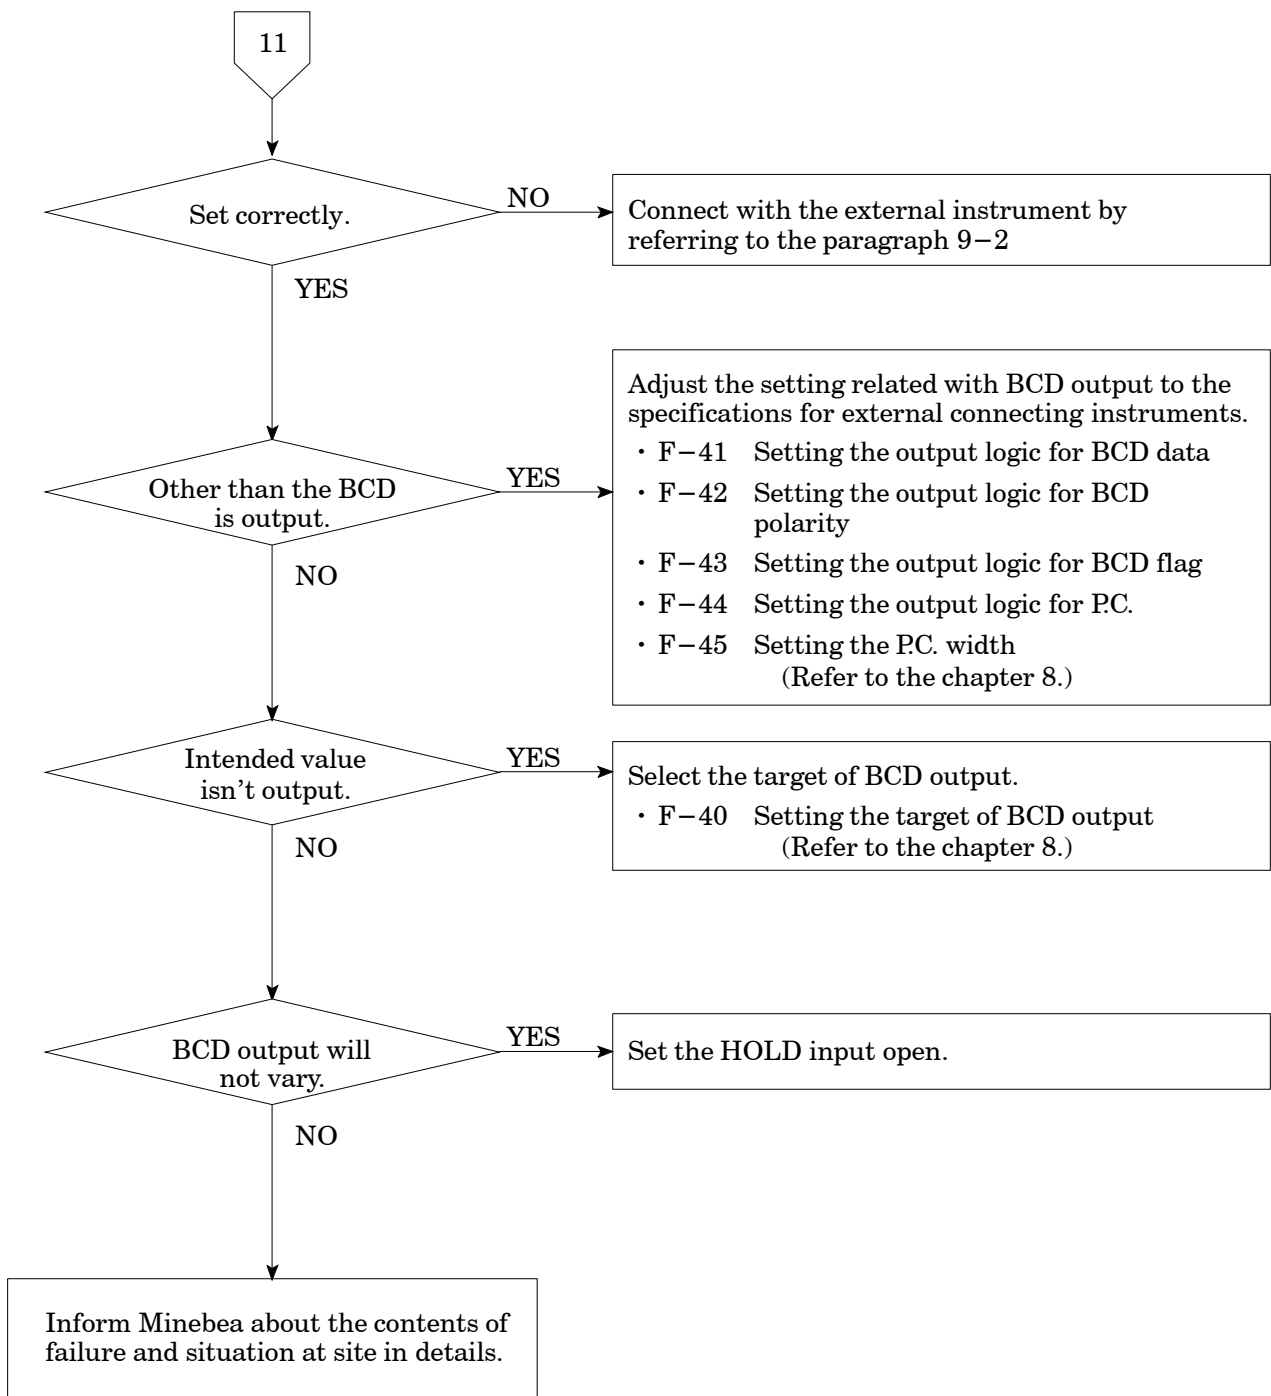 11
Set correctly.
NO
Connect with the external instrument by
referring to the paragraph 9−2
YES
Adjust the setting related with BCD output to the
specifications for external connecting instruments.
・ F−41 Setting the output logic for BCD data
・ F−42 Setting the output logic for BCD
polarity
・ F−43 Setting the output logic for BCD flag
・ F−44 Setting the output logic for P.C.
・ F−45 Setting the P.C. width
(Refer to the chapter 8.)
Other than the BCD
is output.
YES
NO
Intended value
isn't output.
YES
Select the target of BCD output.
・ F−40 Setting the target of BCD output
(Refer to the chapter 8.)
NO
BCD output will
not vary.
YES
Set the HOLD input open.
NO
Inform Minebea about the contents of
failure and situation at site in details.